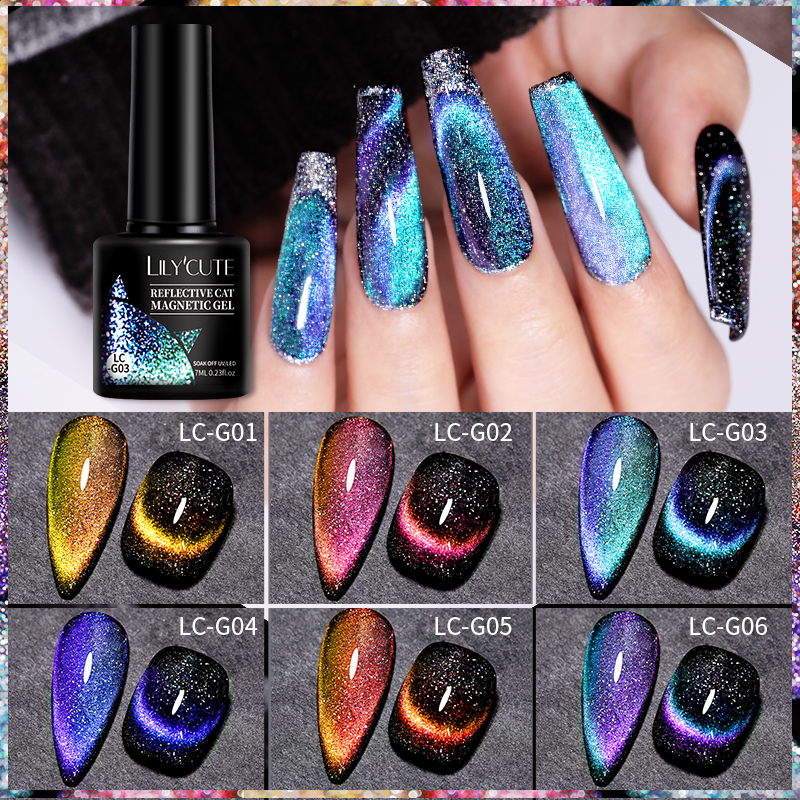 LILY'CUTE
REFLECTIVE CAT
MAGNETIC GEL
LC
G03
SOAK OFF UV/LED
7ML 0.23fl.oz
LC-G01
LC-G02
LC-G03
LC-G04
LC-G05
LC-G06